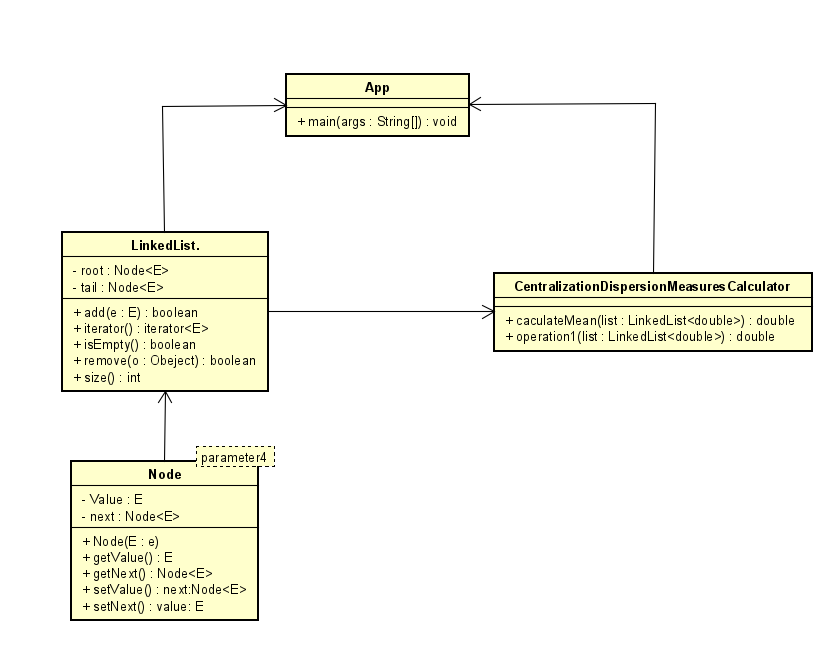 App
+ main(args : String[]) : void
LinkedList.
- root : Node<E>
- tail : Node<E>
+ add(e : E) : boolean
+ iterator() : iterator<E>
+ isEmpty() : boolean
+ remove(o : Obeject) : boolean
+ size() : int
CentralizationDispersionMeasuresCalculator
+ caculateMean(list : LinkedList<double>) : double
+ operation1(list : LinkedList<double>) : double
parameter4
Node
- Value : E
- next : Node<E>
+ Node(E : e)
+ getValue() : E
+ getNext() : Node<E>
+ setValue() : next:Node<E>
+ setNext() : value: E